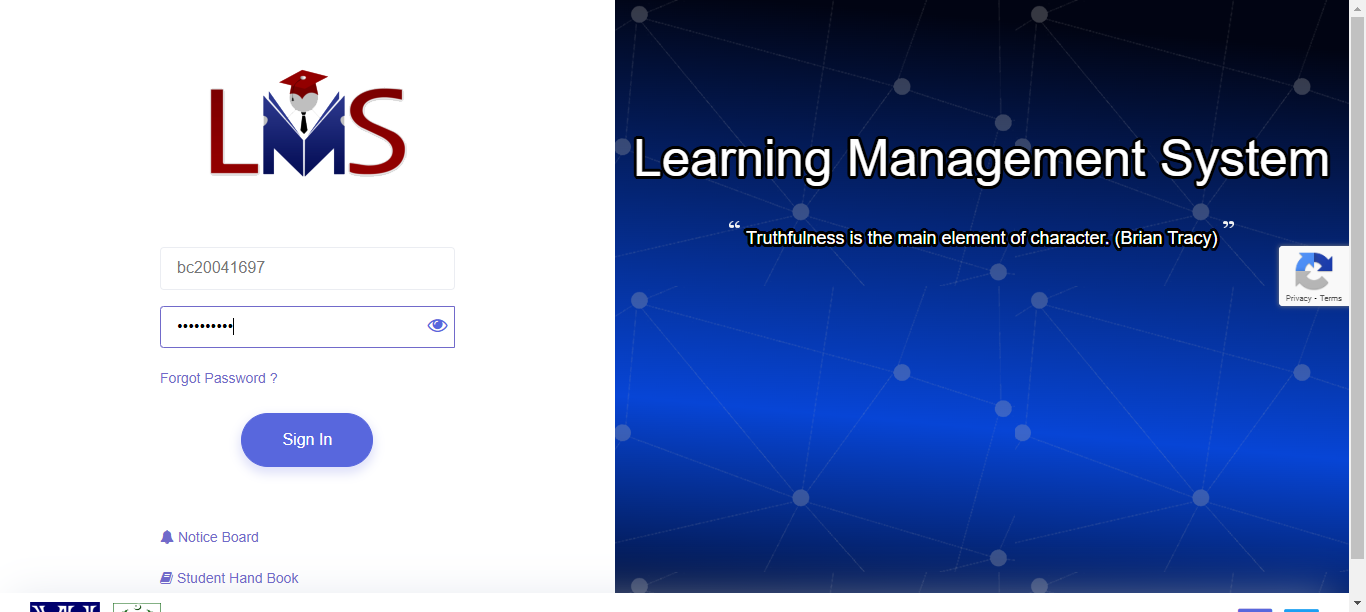 LMS
bc20041697
••••••••••
Forgot Password ?
Sign In
Notice Board
Student Hand Book
Learning Management System
“ Truthfulness is the main element of character. (Brian Tracy) ”
Privacy - Terms